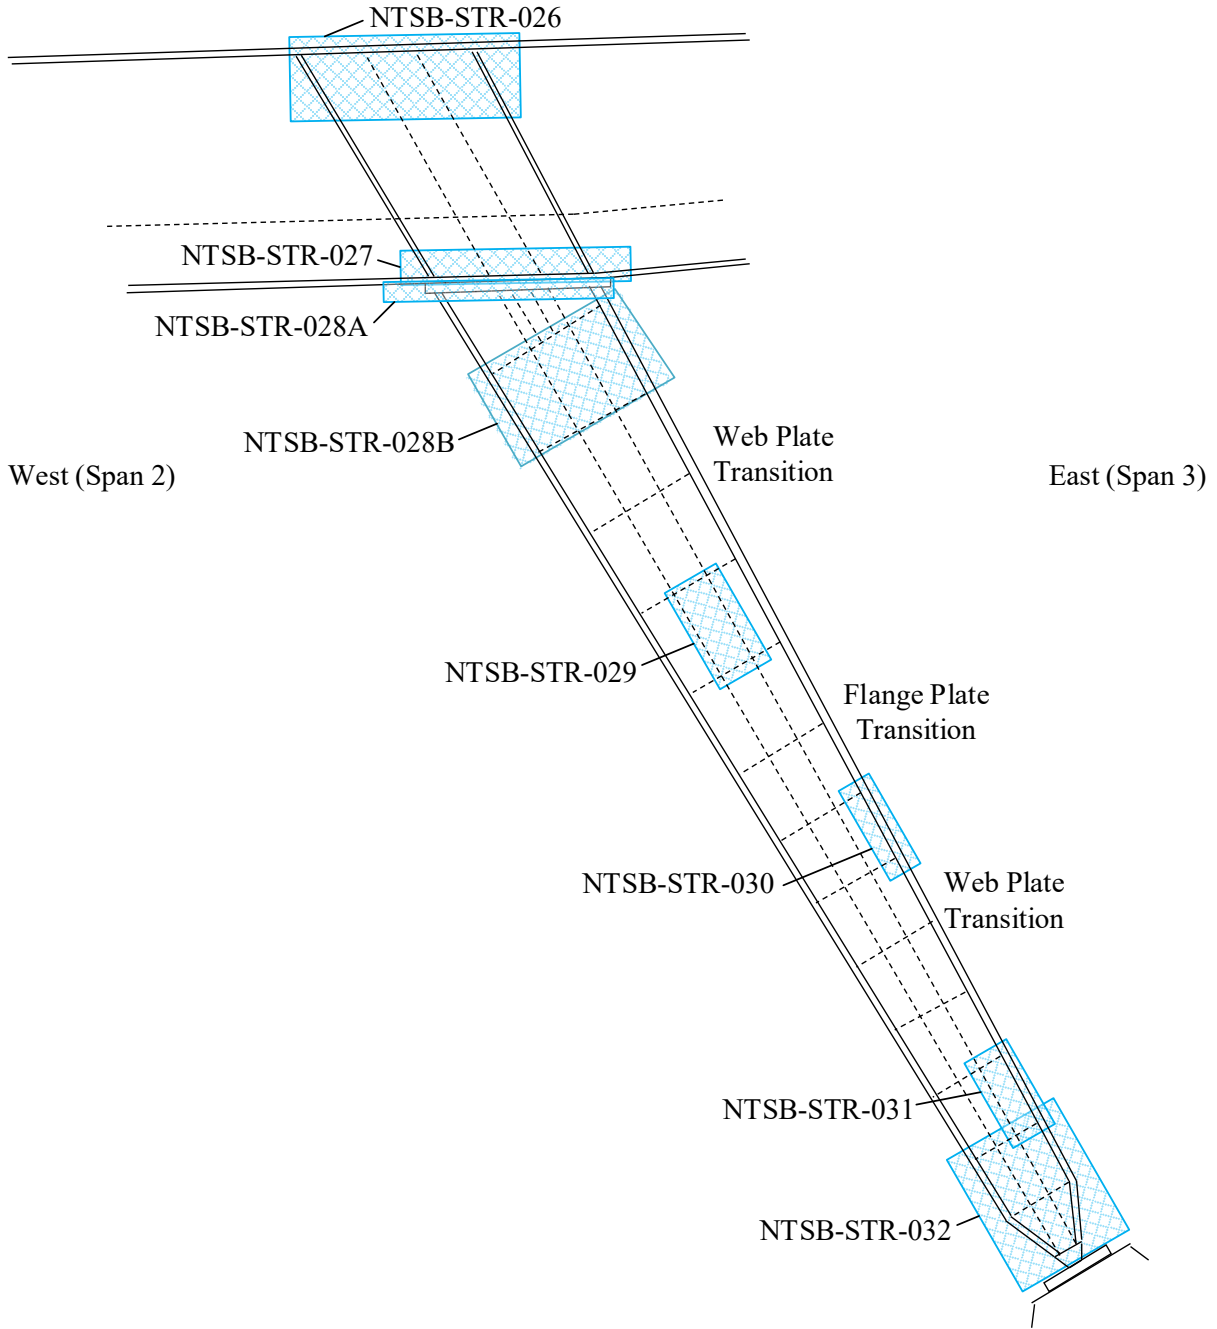 NTSB-STR-026
NTSB-STR-027
NTSB-STR-028A
NTSB-STR-028B
Web Plate
Transition
West (Span 2)
East (Span 3)
NTSB-STR-029
Flange Plate
Transition
NTSB-STR-030
Web Plate
Transition
NTSB-STR-031
NTSB-STR-032